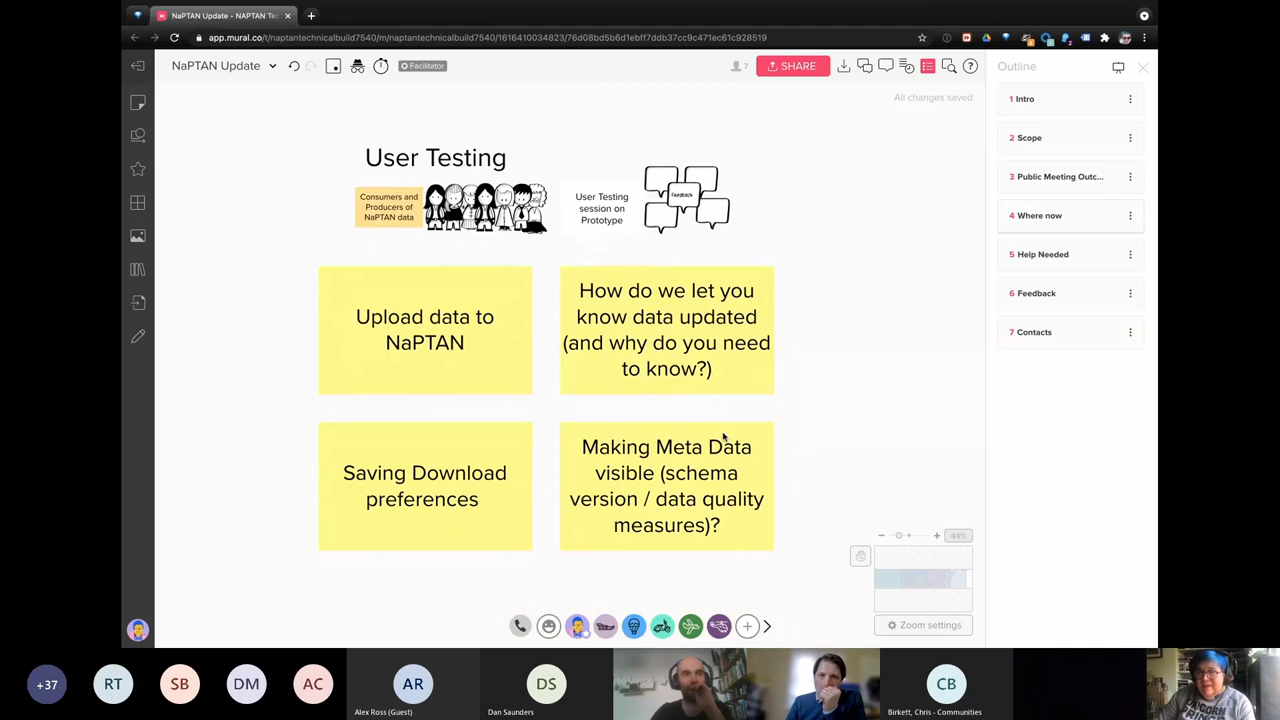 NaPTAN Update • NAPTAN Tec
app.mural.co/t/naptantechnicalbuild7540/m/naptantechnicalbuild7540/1616410034823/76d08bd5b6d1ebff7ddb37cc9c471ec61c928519
NaPTAN Update
Facilitator
7
SHARE
Outline
All changes saved
1 Intro
2 Scope
3 Public Meeting Outc...
4 Where now
5 Help Needed
6 Feedback
7 Contacts
User Testing
Consumers and
Producers of
NaPTAN data
User Testing
session on
Prototype
Feedback
Upload data to
NaPTAN
How do we let you
know data updated
(and why do you need
to know?)
Saving Download
preferences
Making Meta Data
visible (schema
version / data quality
measures)?
44%
Zoom settings
+37
RT
SB
DM
AC
AR
Alex Ross (Guest)
DS
Dan Saunders
CB
Birkett, Chris - Communities
UNICORN